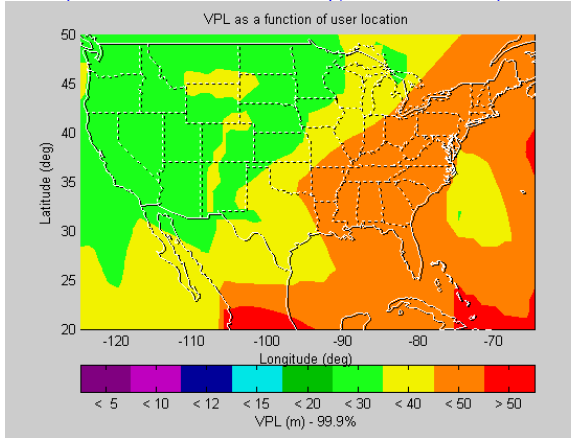 VPL as a function of user location
50
45
40
35
30
25
20
Latitude (deg)
-120 -110 -100 -90 -80 -70
Longitude (deg)
< 5 < 10 < 12 < 15 < 20 < 30 < 40 < 50 > 50
VPL (m) - 99.9%